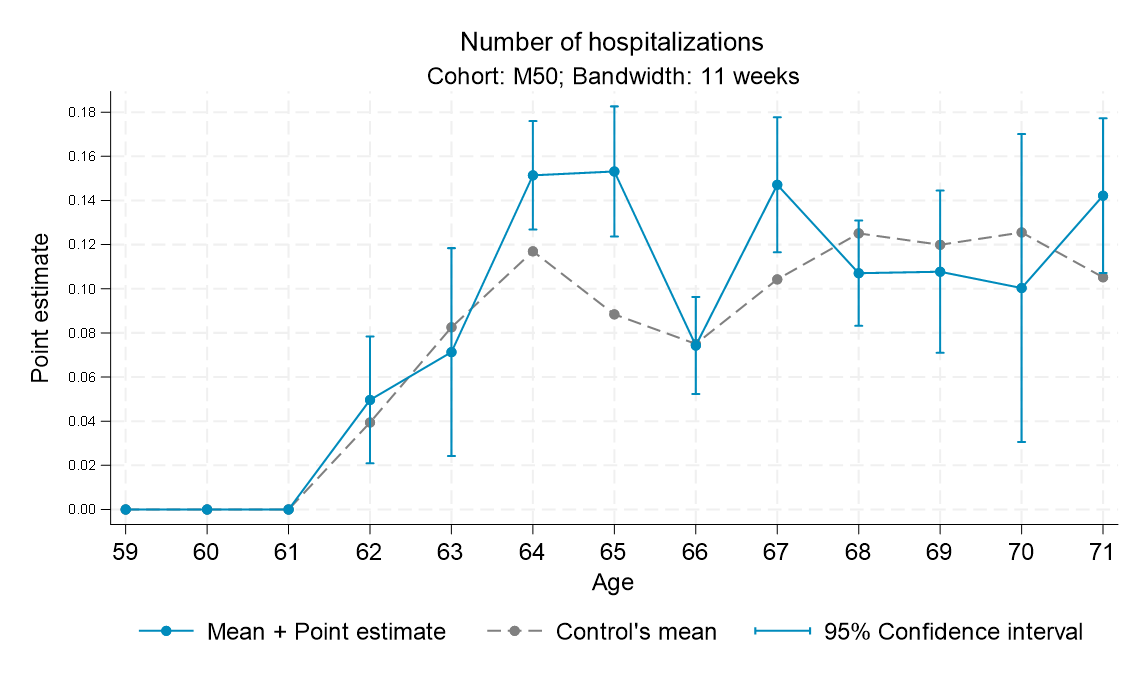 Number of hospitalizations
Cohort: M50; Bandwidth: 11 weeks
Point estimate
0.18
0.16
0.14
0.12
0.10
0.08
0.06
0.04
0.02
0.00
59 60 61 62 63 64 65 66 67 68 69 70 71
Age
Mean + Point estimate Control's mean 95% Confidence interval